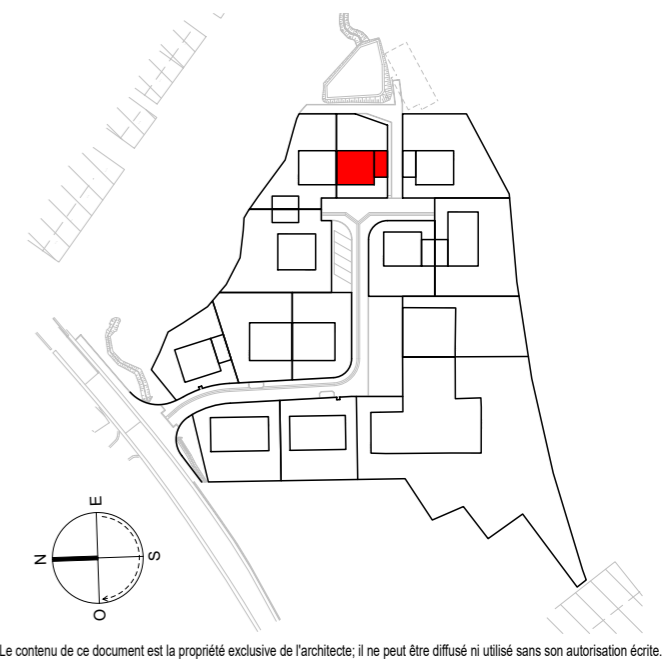 E
N
S
O
Le contenu de ce document est la propriété exclusive de l'architecte; il ne peut être diffusé ni utilisé sans son autorisation écrite.